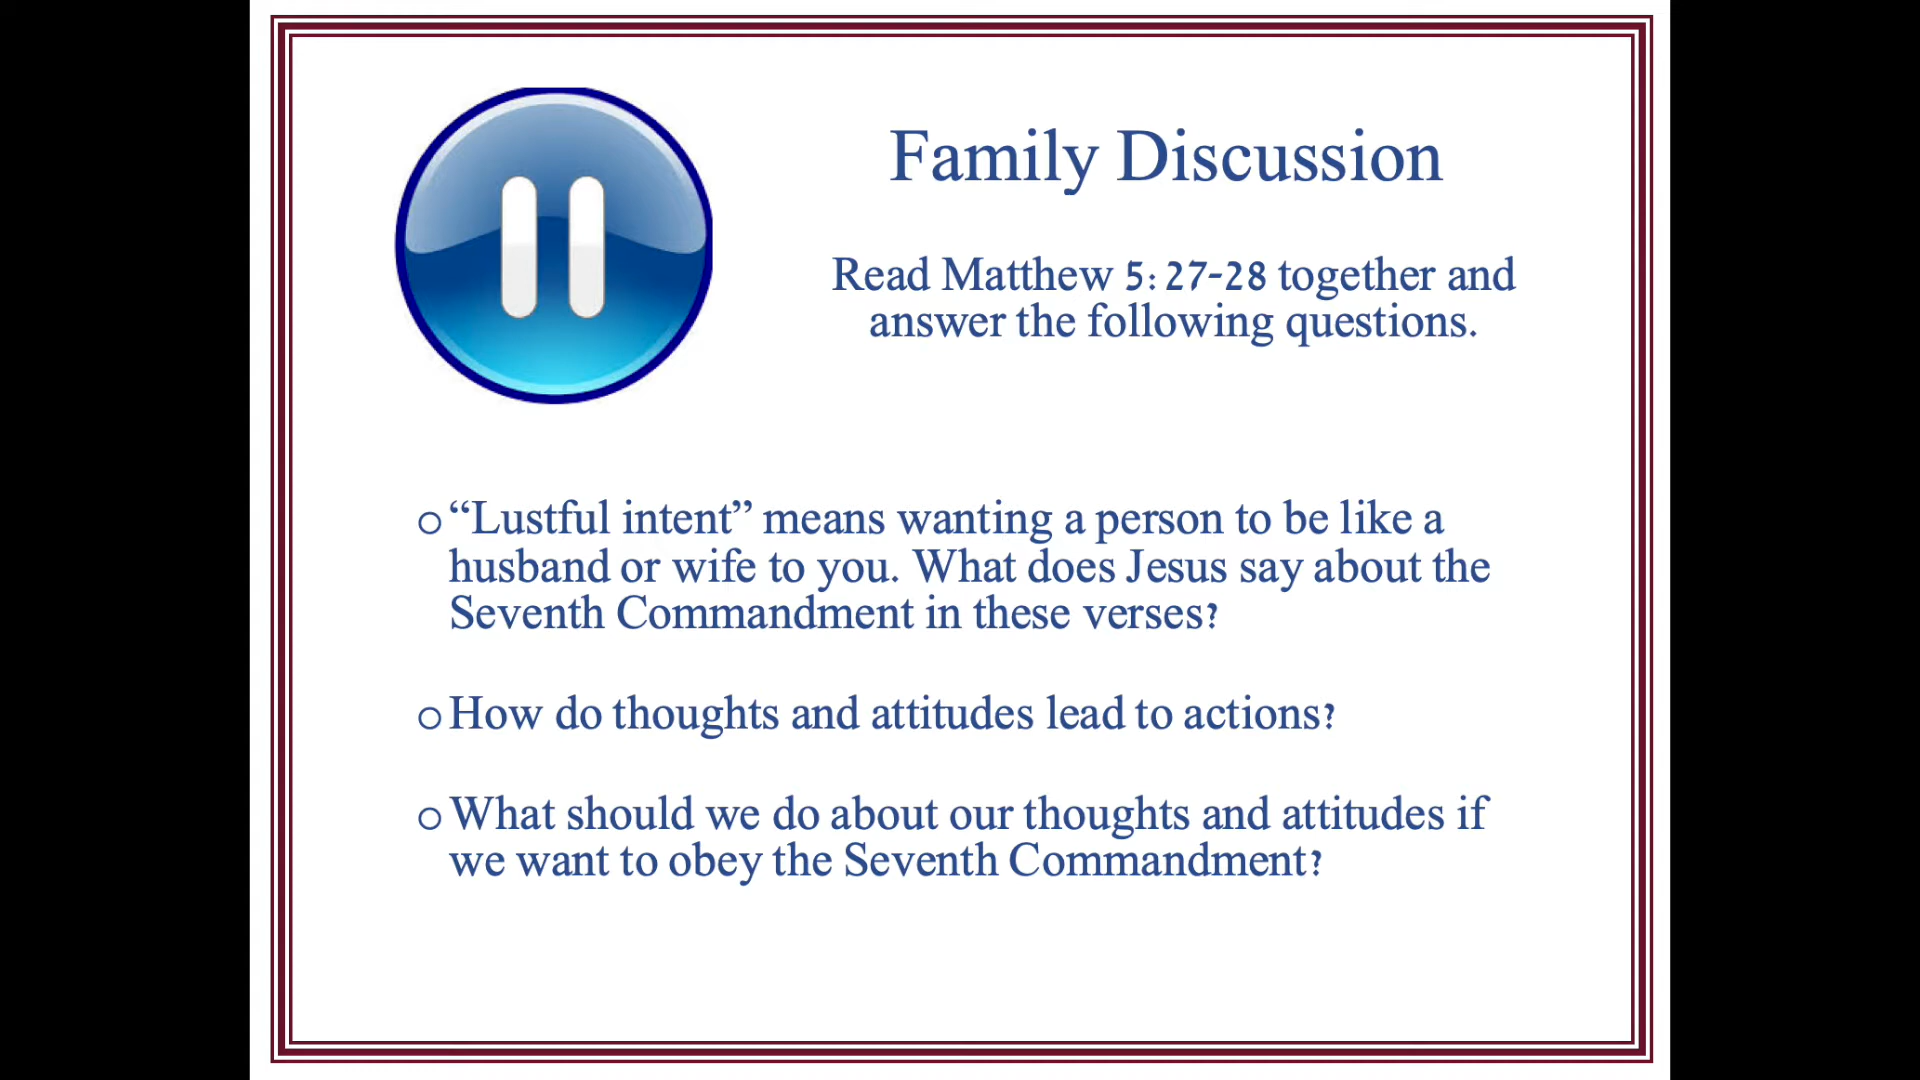 Family Discussion
Read Matthew 5:27-28 together and
answer the following questions.
○“Lustful intent” means wanting a person to be like a
husband or wife to you. What does Jesus say about the
Seventh Commandment in these verses?
○How do thoughts and attitudes lead to actions?
○What should we do about our thoughts and attitudes if
we want to obey the Seventh Commandment?